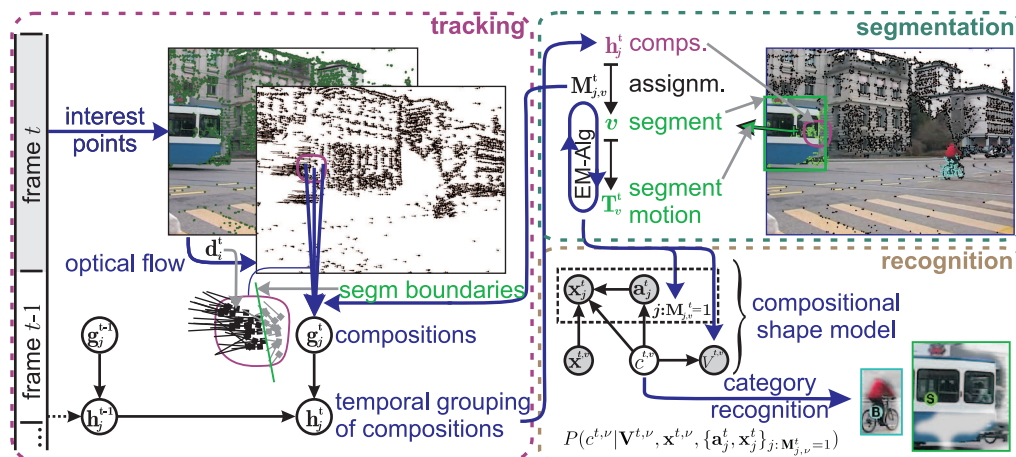 tracking
frame t
interest
points
optical flow
d_i^t
segm boundaries
g_j^{t-1}
g_j^t
compositions
frame t-1
h_j^{t-1}
h_j^t
temporal grouping
of compositions
...
segmentation
h_j^t comps.
M_{j,v}^t assignm.
v segment
EM-Alg
T_v^t segment
motion
B
recognition
x_j^t
a_j^t
j:M_{j,v}^t=1
compositional
shape model
x^{t,v}
c^{t,v}
V^{t,v}
category
recognition
B
S
P(c^{t,ν}|V^{t,ν}, x^{t,ν}, {a_j^t, x_j^t}_{j: M_{j,ν}^t=1})